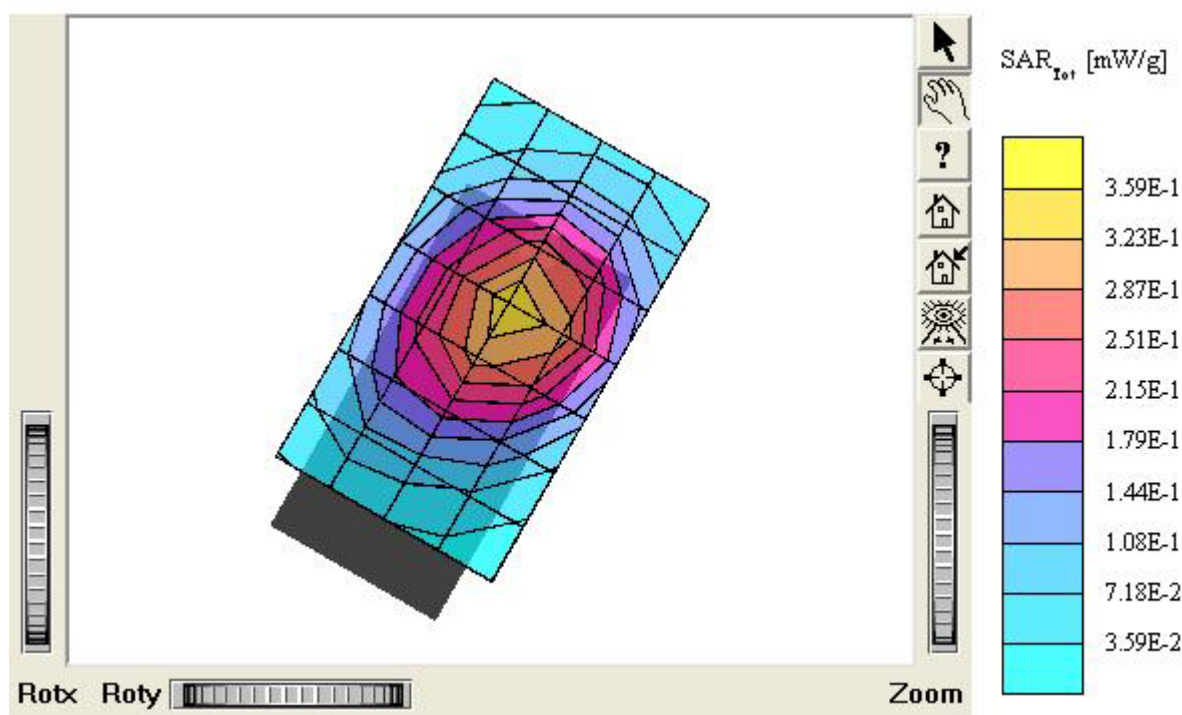 SAR_Tot [mW/g]
?
3.59E-1
3.23E-1
2.87E-1
2.51E-1
2.15E-1
1.79E-1
1.44E-1
1.08E-1
7.18E-2
3.59E-2
Rotx Roty Zoom